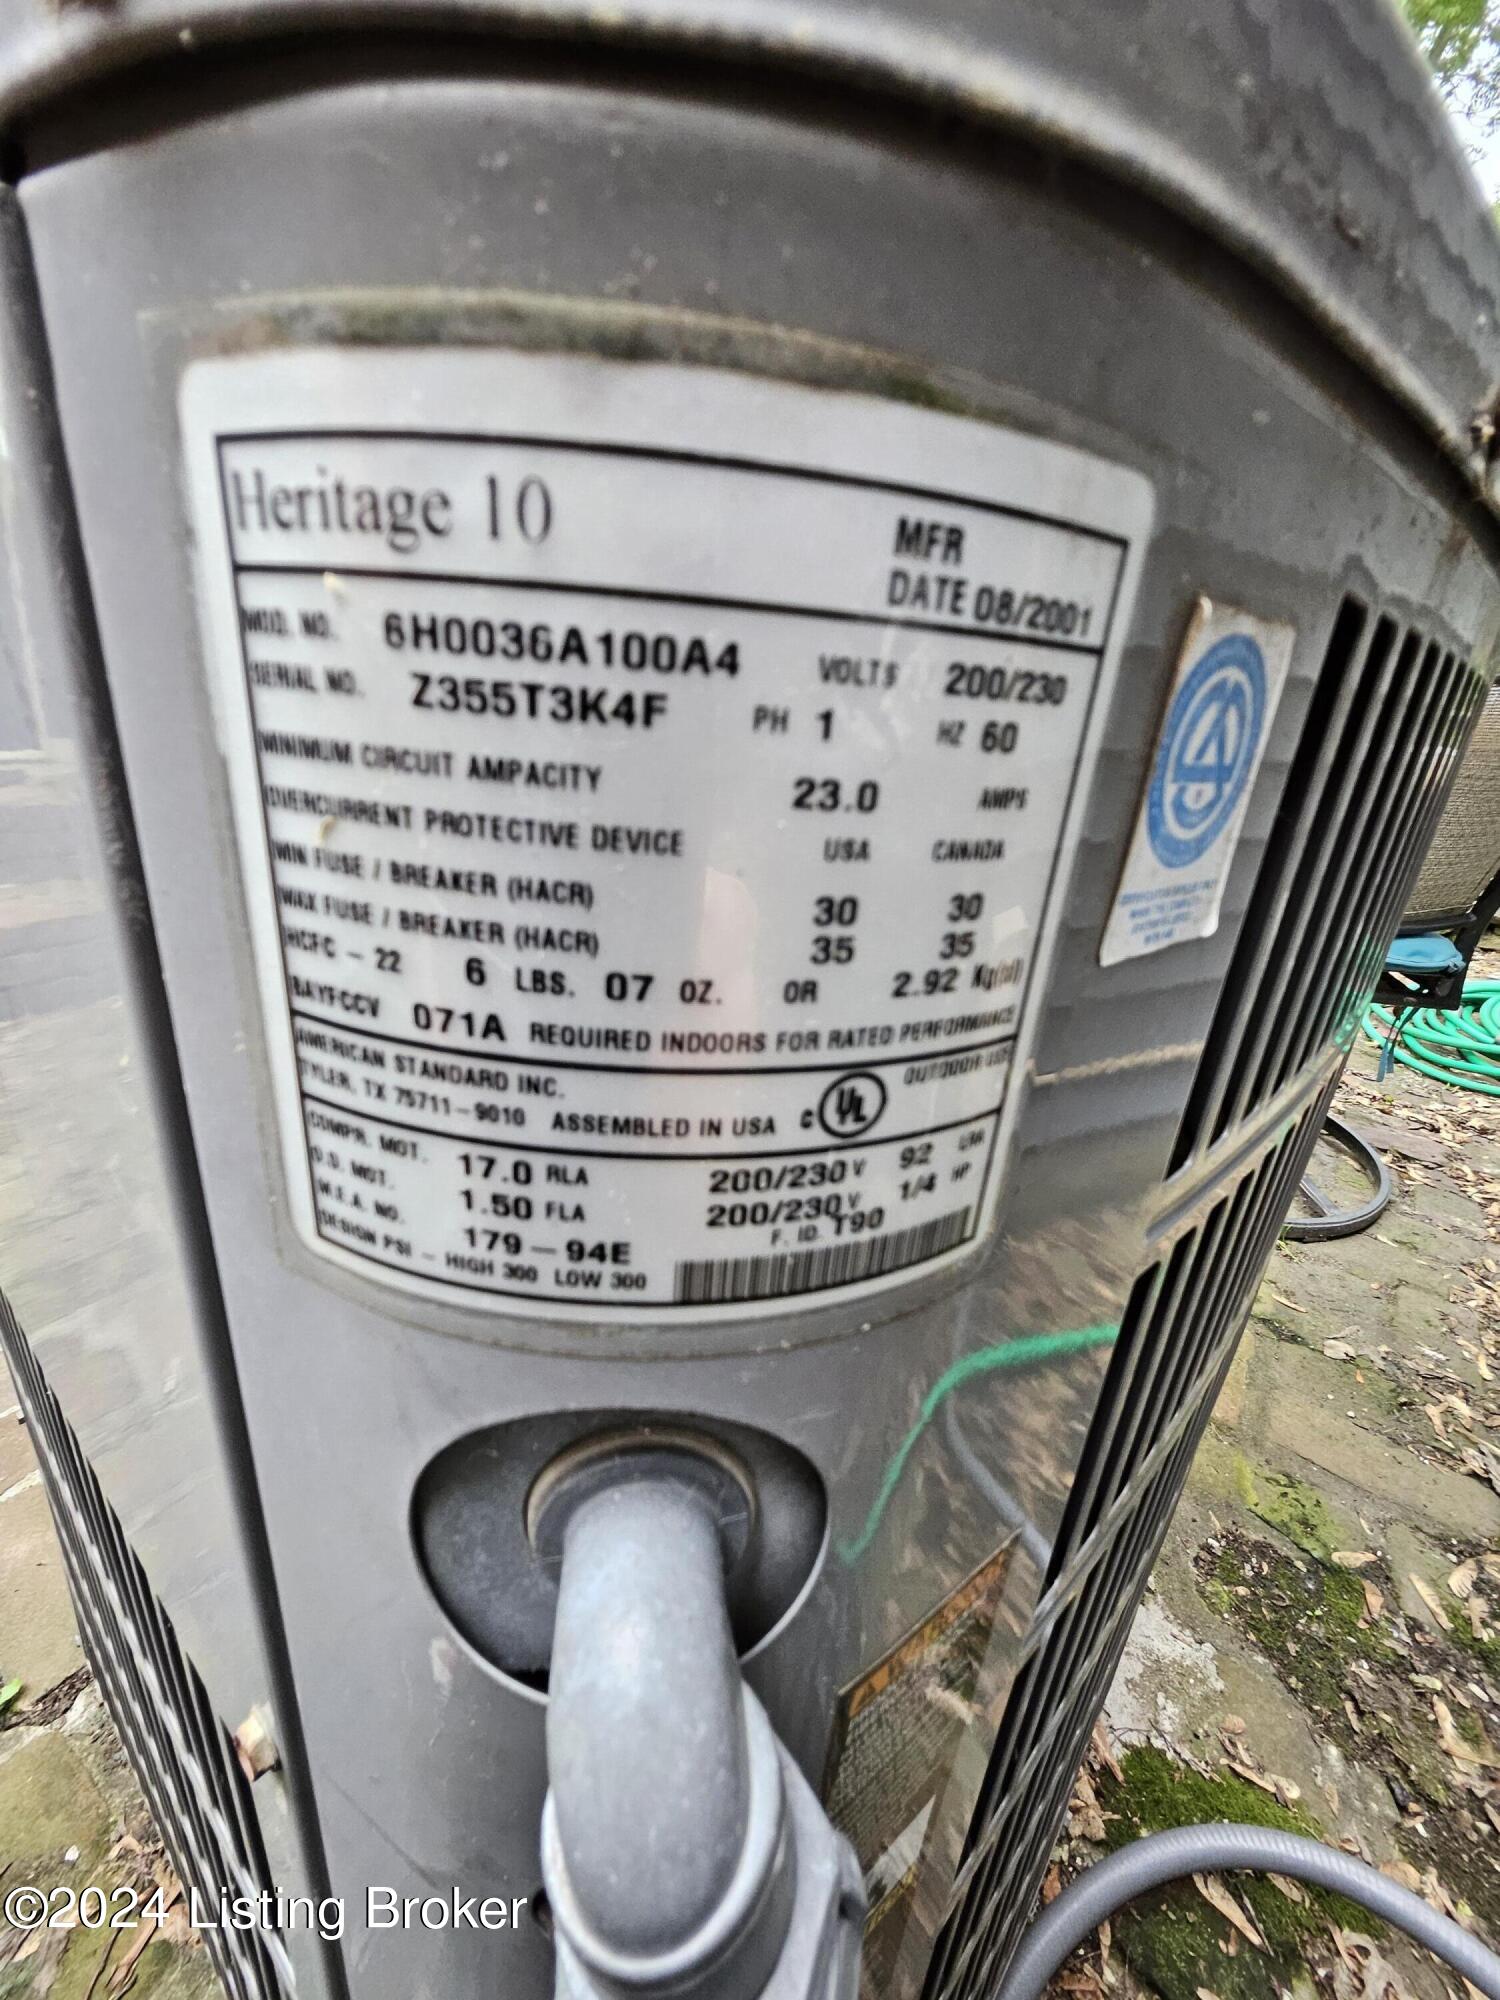 Heritage 10
MFR
DATE 08/2001
MOD. NO. 6H0036A100A4 VOLTS 200/230
SERIAL NO. Z355T3K4F PH 1 HZ 60
MINIMUM CIRCUIT AMPACITY 23.0 AMPS
OVERCURRENT PROTECTIVE DEVICE USA CANADA
MIN FUSE / BREAKER (HACR) 30 30
MAX FUSE / BREAKER (HACR) 35 35
HCFC - 22 6 LBS. 07 OZ. OR 2.92 Kg(td)
BAYFCCV 071A REQUIRED INDOORS FOR RATED PERFORMANCE
AMERICAN STANDARD INC. OUTDOOR USE
TYLER, TX 75711-9010 ASSEMBLED IN USA c UL
COMPR. MOT. 17.0 RLA 200/230 V 92 LRA
O.D. MOT. 1.50 FLA 200/230 V 1/4 HP
M.E.A. NO. 179-94E F. ID. T90
DESIGN PSI - HIGH 300 LOW 300
©2024 Listing Broker